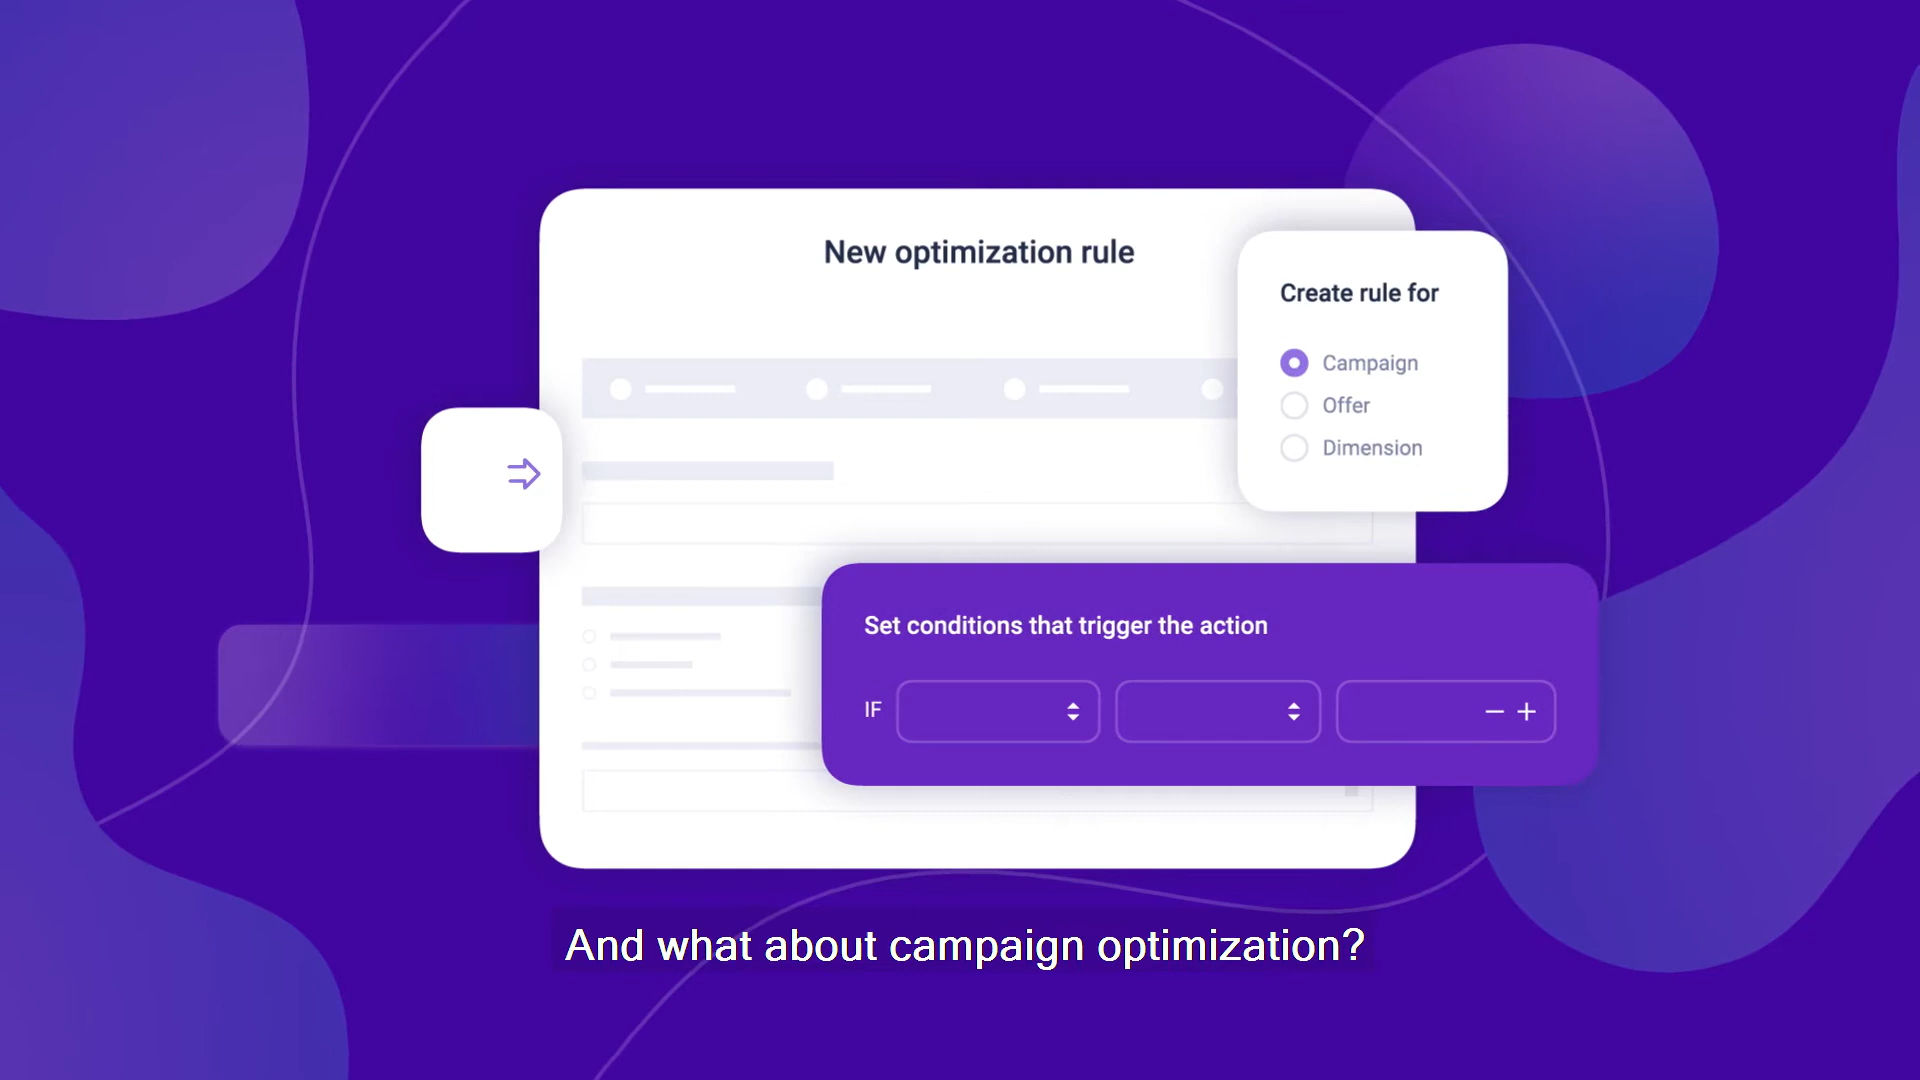 New optimization rule
Create rule for
Campaign
Offer
Dimension
Set conditions that trigger the action
IF
And what about campaign optimization?